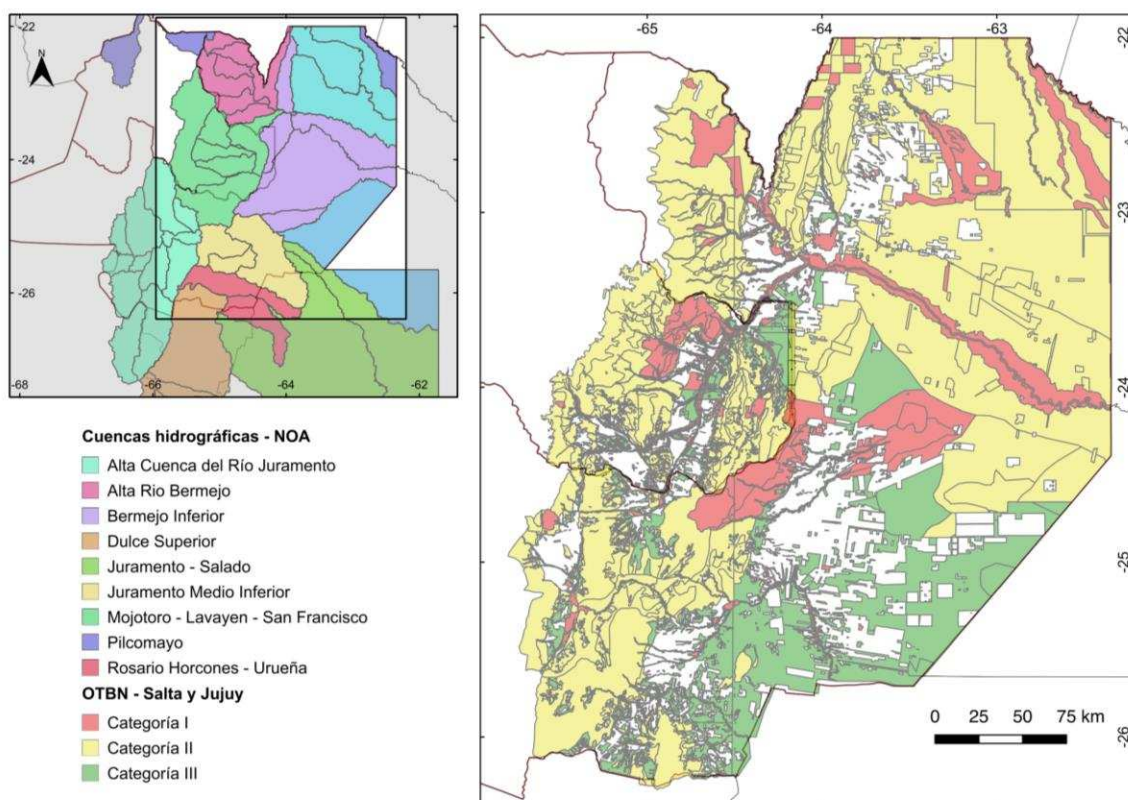 -22
-24
-26
-68
-66
-64
-62
N
Cuencas hidrográficas - NOA
Alta Cuenca del Río Juramento
Alta Rio Bermejo
Bermejo Inferior
Dulce Superior
Juramento - Salado
Juramento Medio Inferior
Mojotoro - Lavayen - San Francisco
Pilcomayo
Rosario Horcones - Urueña
OTBN - Salta y Jujuy
Categoría I
Categoría II
Categoría III
-65
-64
-63
-22
-23
-24
-25
-26
0 25 50 75 km